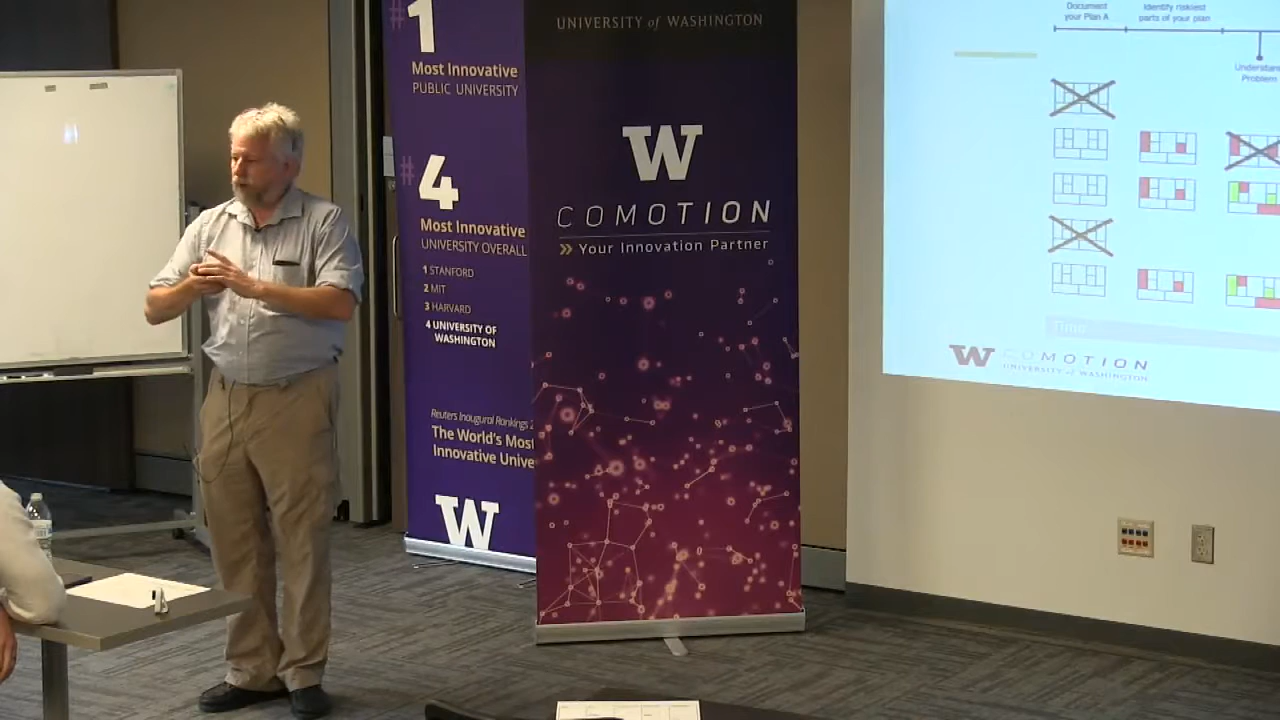 #1
Most Innovative
PUBLIC UNIVERSITY
#4
Most Innovative
UNIVERSITY OVERALL
1 STANFORD
2 MIT
3 HARVARD
4 UNIVERSITY OF
WASHINGTON
Reuters Inaugural Rankings
The World's Most
Innovative
W
UNIVERSITY of WASHINGTON
W
COMOTION
Your Innovation Partner
Document
your Plan A
Identify riskiest
parts of your plan
Problem
Time
W COMOTION
UNIVERSITY of WASHINGTON